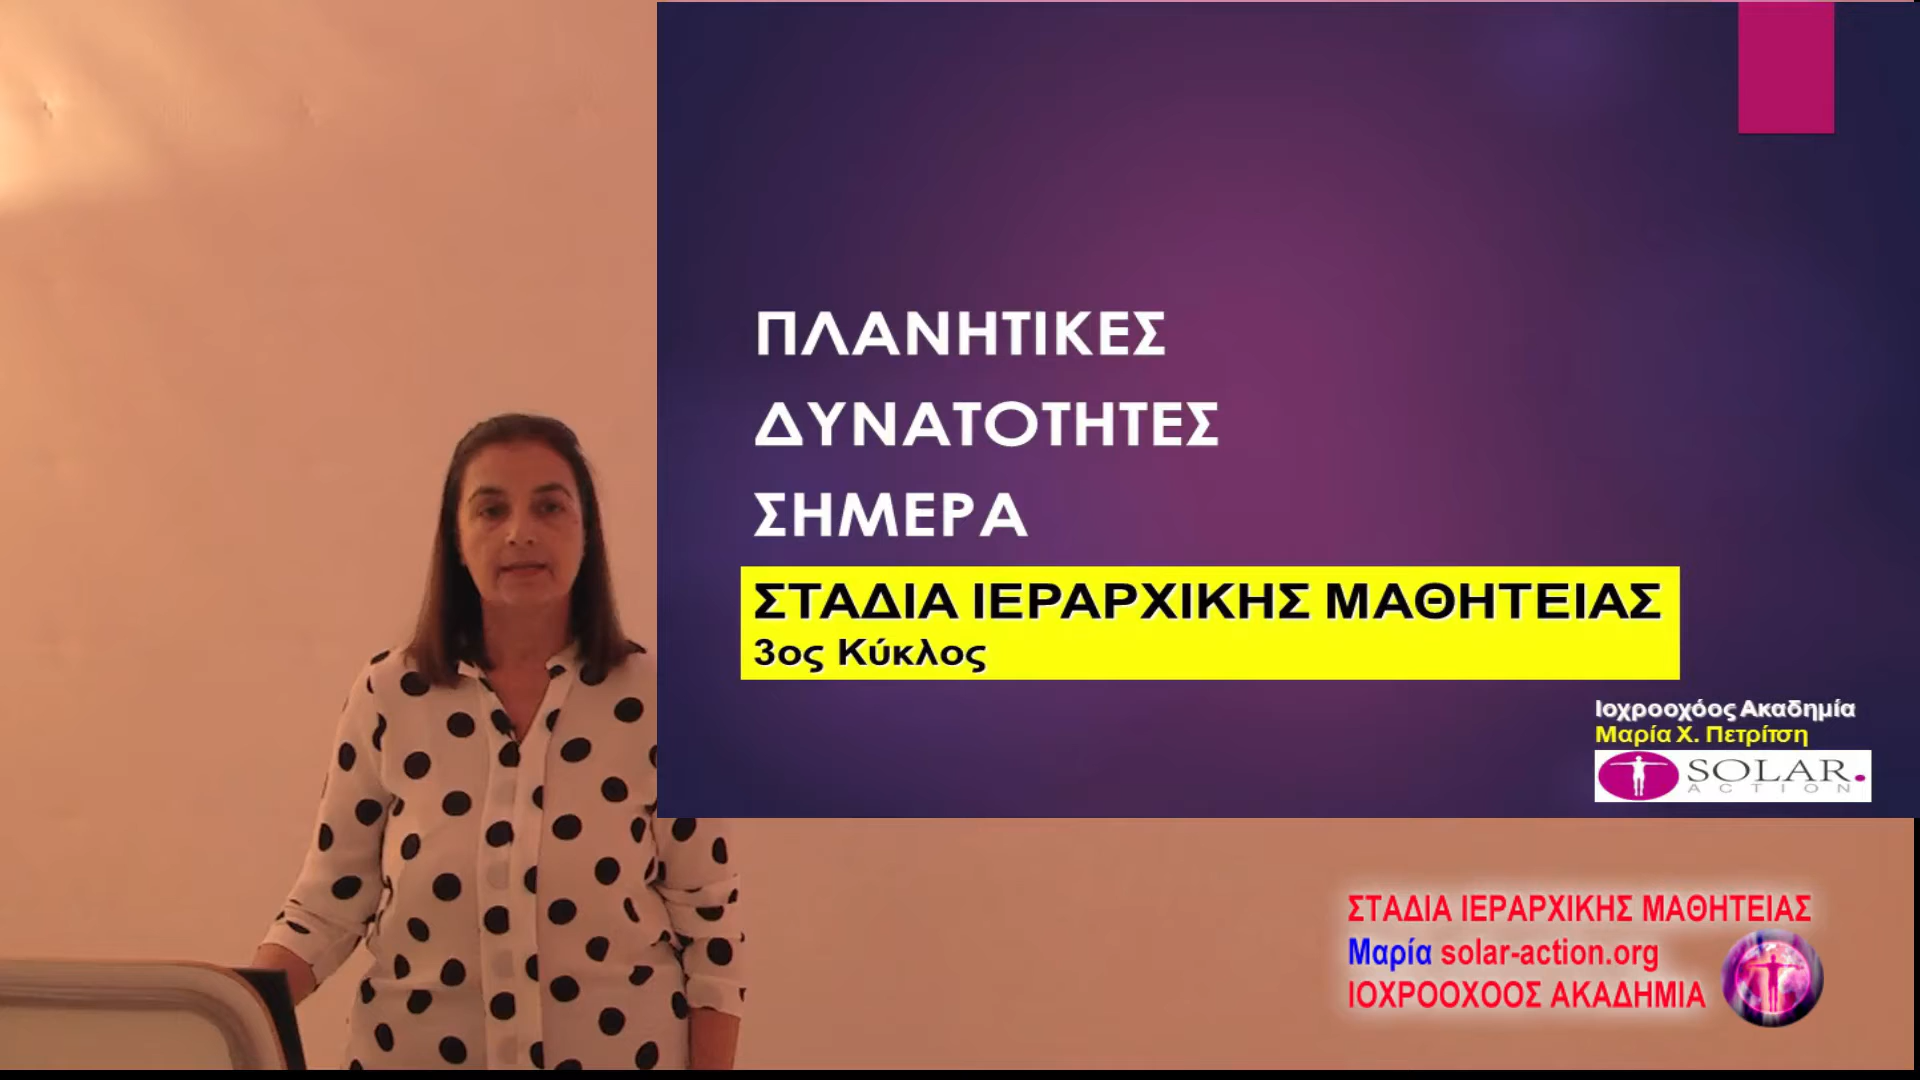 ΠΛΑΝΗΤΙΚΕΣ
ΔΥΝΑΤΟΤΗΤΕΣ
ΣΗΜΕΡΑ
ΣΤΑΔΙΑ ΙΕΡΑΡΧΙΚΗΣ ΜΑΘΗΤΕΙΑΣ
3ος Κύκλος
Ιοχροοχόος Ακαδημία
Μαρία Χ. Πετρίτση
SOLAR.
ACTION
ΣΤΑΔΙΑ ΙΕΡΑΡΧΙΚΗΣ ΜΑΘΗΤΕΙΑΣ
Μαρία solar-action.org
ΙΟΧΡΟΟΧΟΟΣ ΑΚΑΔΗΜΙΑ